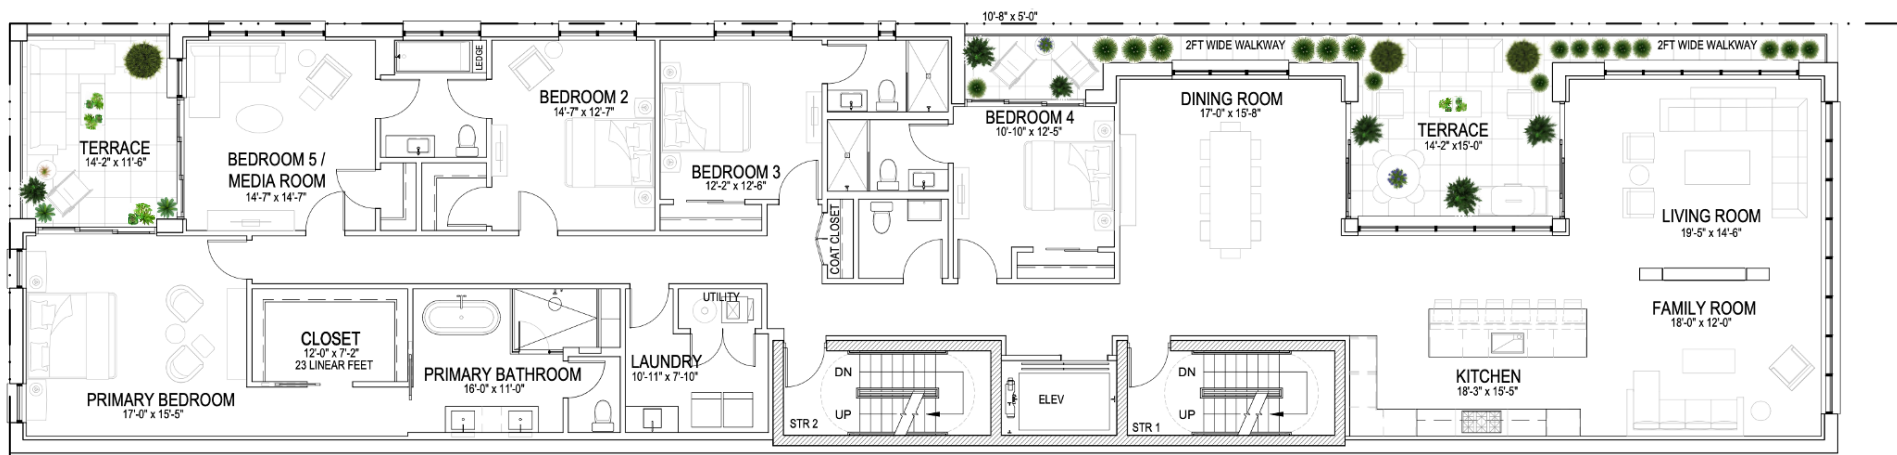 10'-8" x 5'-0"
2FT WIDE WALKWAY
2FT WIDE WALKWAY
LEDGE
TERRACE
14'-2" x 11'-6"
BEDROOM 5 /
MEDIA ROOM
14'-7" x 14'-7"
BEDROOM 2
14'-7" x 12'-7"
BEDROOM 3
12'-2" x 12'-6"
BEDROOM 4
10'-10" x 12'-5"
DINING ROOM
17'-0" x 15'-8"
TERRACE
14'-2" x15'-0"
LIVING ROOM
19'-5" x 14'-6"
COAT CLOSET
FAMILY ROOM
18'-0" x 12'-0"
UTILITY
CLOSET
12'-0" x 7'-2"
23 LINEAR FEET
PRIMARY BATHROOM
16'-0" x 11'-0"
LAUNDRY
10'-11" x 7'-10"
PRIMARY BEDROOM
17'-0" x 15'-5"
DN
UP
STR 2
ELEV
DN
UP
STR 1
KITCHEN
18'-3" x 15'-5"